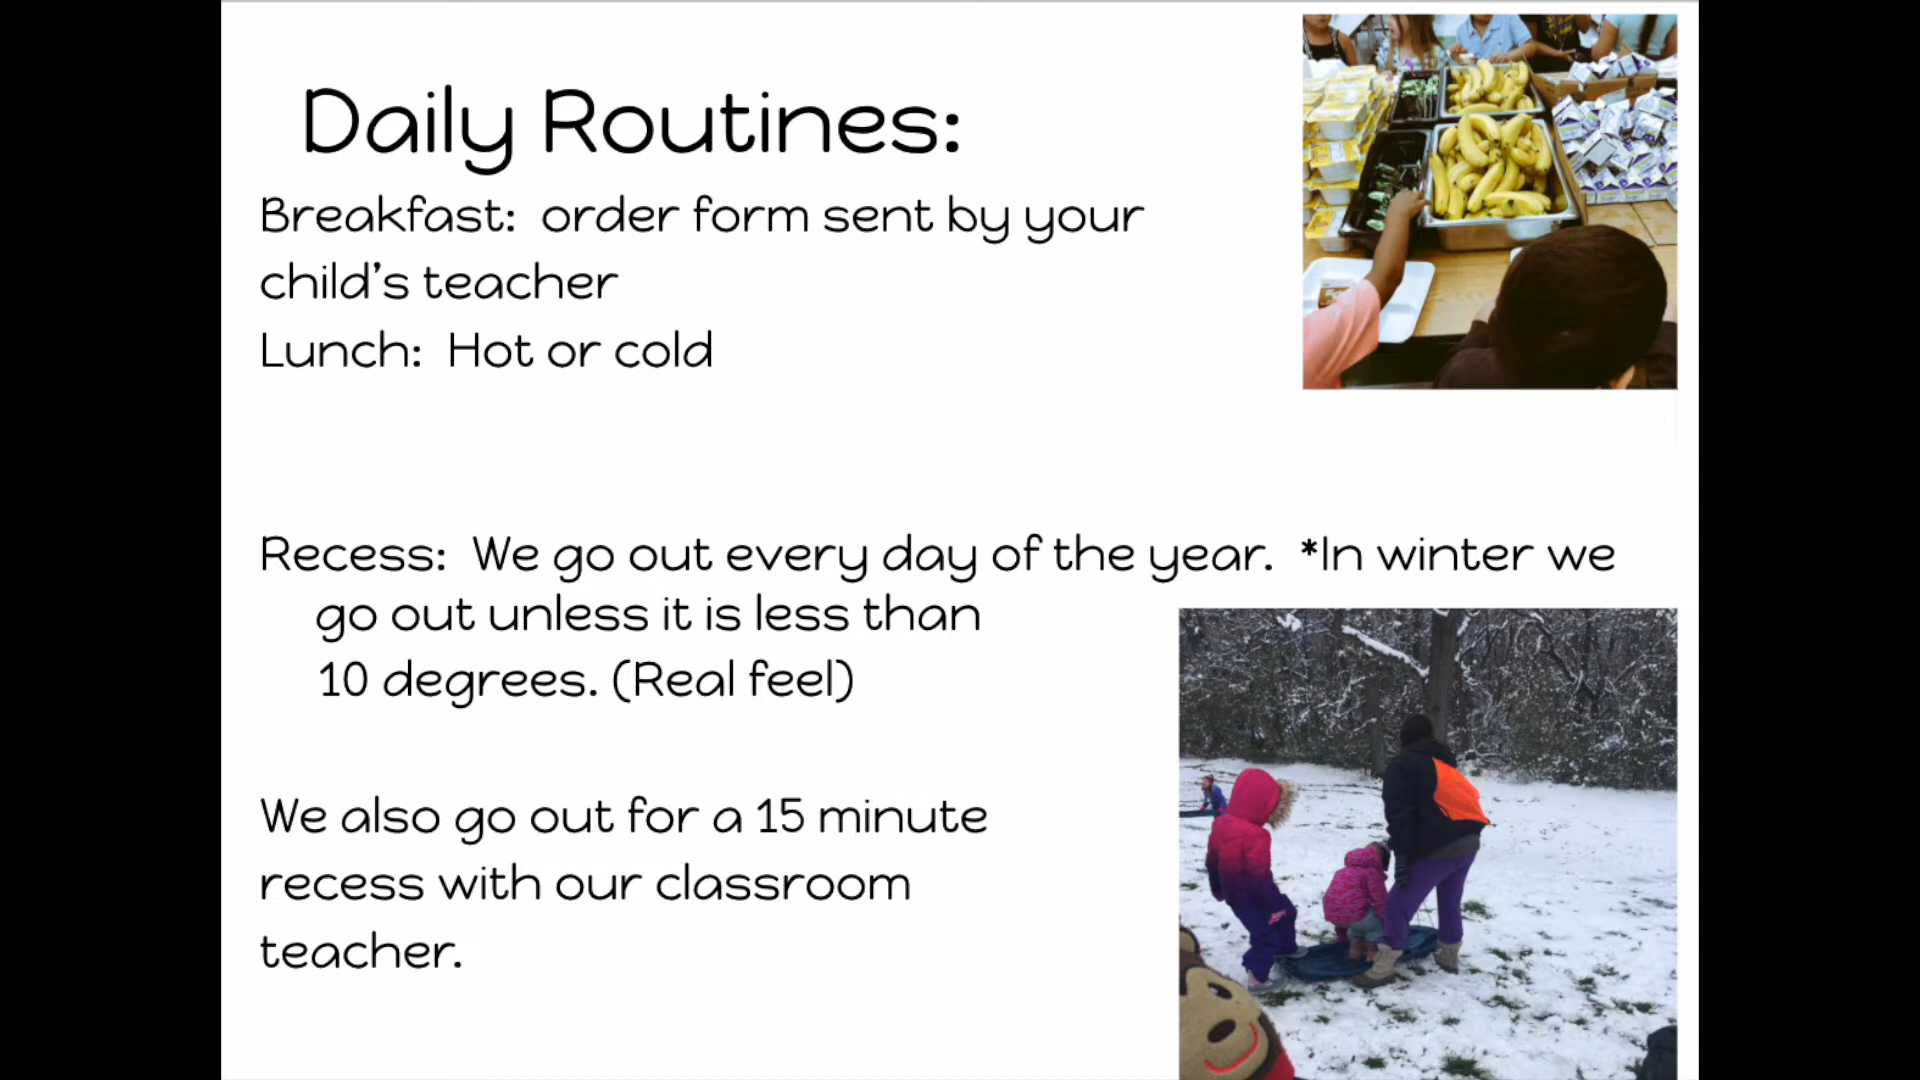 Daily Routines:
Breakfast:  order form sent by your
child's teacher
Lunch:  Hot or cold
Recess:  We go out every day of the year.  *In winter we
go out unless it is less than
10 degrees. (Real feel)
We also go out for a 15 minute
recess with our classroom
teacher.